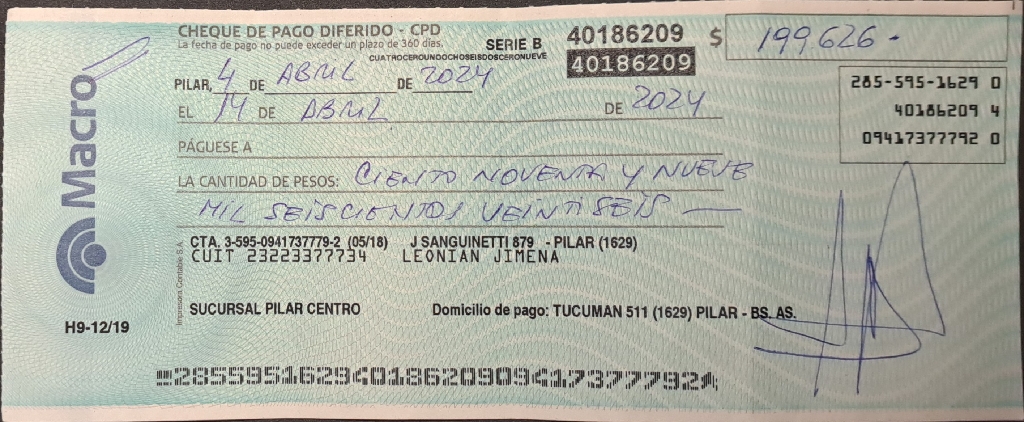 CHEQUE DE PAGO DIFERIDO - CPD
La fecha de pago no puede exceder un plazo de 360 días.
SERIE B
CUATROCEROUNOOCHOSEISDOSCERONUEVE
40186209
40186209
$ 199626.-
PILAR, 4 DE ABRIL DE 2024
EL 14 DE ABRIL DE 2024
285-595-1629 0
40186209 4
09417377792 0
PÁGUESE A
LA CANTIDAD DE PESOS: CIENTO NOVENTA Y NUEVE
MIL SEISCIENTOS VEINTISEIS —
CTA. 3-595-0941737779-2 (05/18) J SANGUINETTI 879 - PILAR (1629)
CUIT 23223377734 LEONIAN JIMENA
SUCURSAL PILAR CENTRO
Domicilio de pago: TUCUMAN 511 (1629) PILAR - BS. AS.
Macro
H9-12/19
Impresora Contable S.A.
28559516294018620909417377792